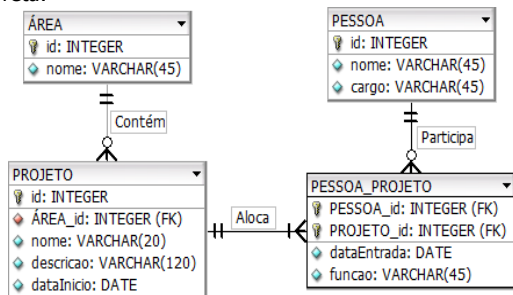 ÁREA
id: INTEGER
nome: VARCHAR(45)
PESSOA
id: INTEGER
nome: VARCHAR(45)
cargo: VARCHAR(45)
Contém
Participa
PROJETO
id: INTEGER
ÁREA_id: INTEGER (FK)
nome: VARCHAR(20)
descricao: VARCHAR(120)
dataInicio: DATE
Aloca
PESSOA_PROJETO
PESSOA_id: INTEGER (FK)
PROJETO_id: INTEGER (FK)
dataEntrada: DATE
funcao: VARCHAR(45)